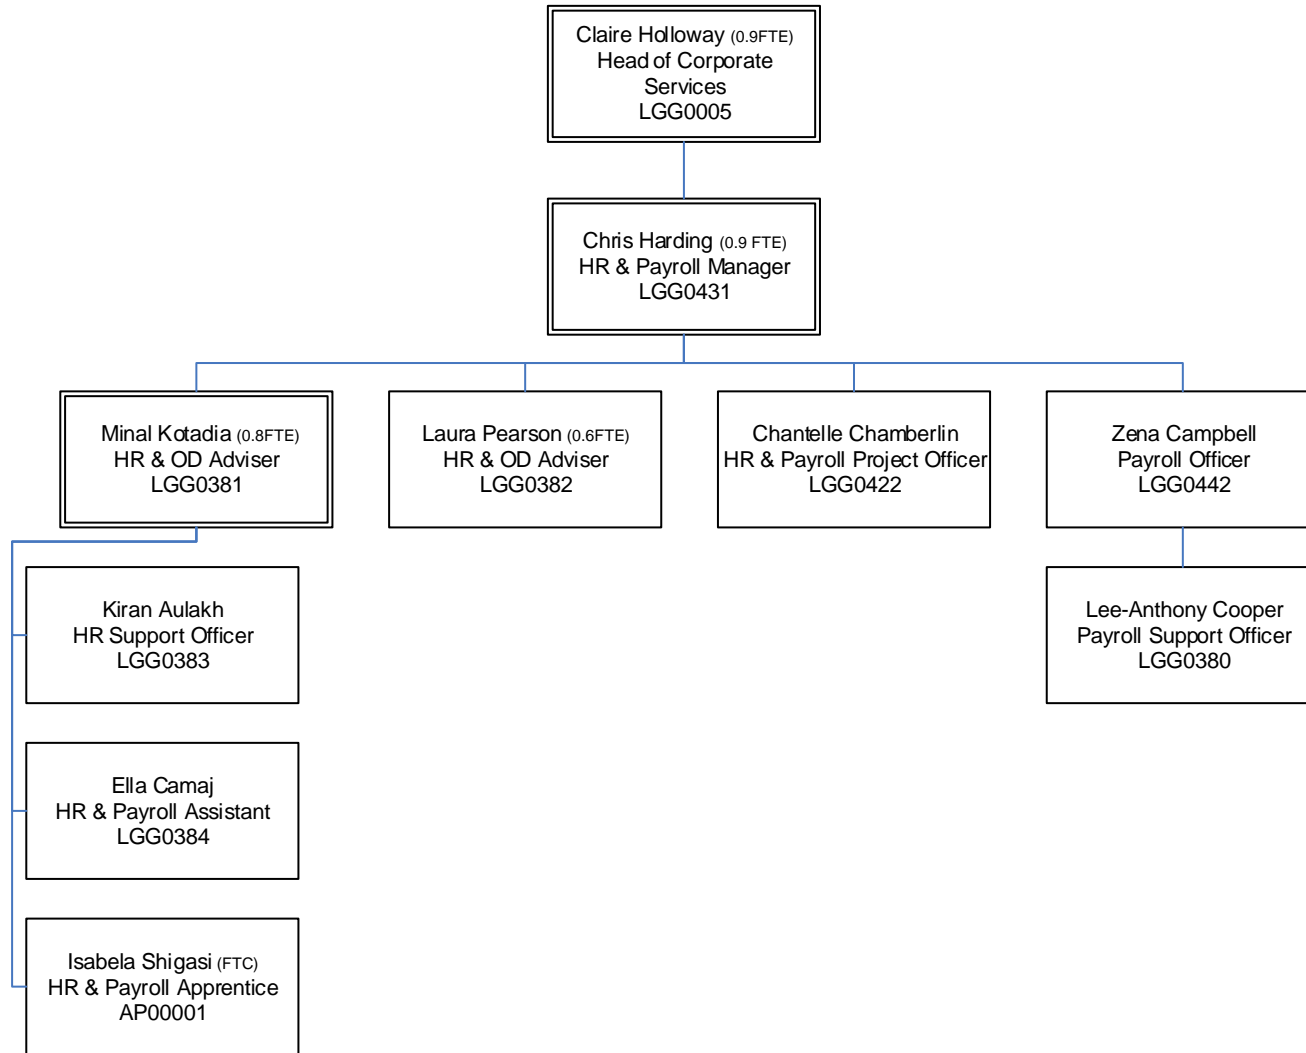 Claire Holloway (0.9FTE)
Head of Corporate
Services
LGG0005
Chris Harding (0.9 FTE)
HR & Payroll Manager
LGG0431
Minal Kotadia (0.8FTE)
HR & OD Adviser
LGG0381
Laura Pearson (0.6FTE)
HR & OD Adviser
LGG0382
Chantelle Chamberlin
HR & Payroll Project Officer
LGG0422
Zena Campbell
Payroll Officer
LGG0442
Kiran Aulakh
HR Support Officer
LGG0383
Lee-Anthony Cooper
Payroll Support Officer
LGG0380
Ella Camaj
HR & Payroll Assistant
LGG0384
Isabela Shigasi (FTC)
HR & Payroll Apprentice
AP00001